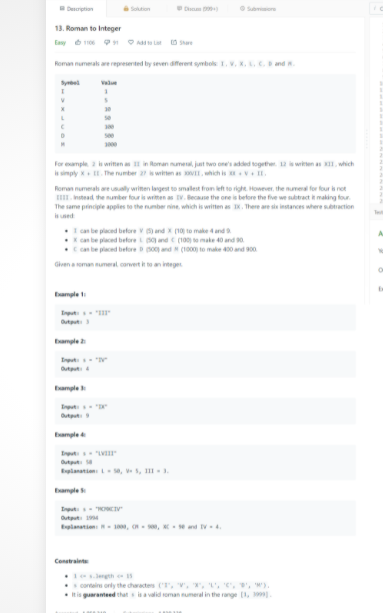 Description
Solution
Discuss (999+)
Submissions
13. Roman to Integer
Easy
Add to List
Share
Roman numerals are represented by seven different symbols: I, V, X, L, C, D and M.
Symbol Value
I 1
V 5
X 10
L 50
C 100
D 500
M 1000
For example, 2 is written as II in Roman numeral, just two one's added together. 12 is written as XII, which
is simply X + II. The number 27 is written as XXVII, which is XX + V + II.
Roman numerals are usually written largest to smallest from left to right. However, the numeral for four is not
IIII. Instead, the number four is written as IV. Because the one is before the five we subtract it making four.
The same principle applies to the number nine, which is written as IX. There are six instances where subtraction
is used:
• I can be placed before V (5) and X (10) to make 4 and 9.
• X can be placed before L (50) and C (100) to make 40 and 90.
• C can be placed before D (500) and M (1000) to make 400 and 900.
Given a roman numeral, convert it to an integer.
Example 1:
Input: s = "III"
Output: 3
Example 2:
Input: s = "IV"
Output: 4
Example 3:
Input: s = "IX"
Output: 9
Example 4:
Input: s = "LVIII"
Output: 58
Explanation: L = 50, V= 5, III = 3.
Example 5:
Input: s = "MCMXCIV"
Output: 1994
Explanation: M = 1000, CM = 900, XC = 90 and IV = 4.
Constraints:
• 1 <= s.length <= 15
• s contains only the characters ('I', 'V', 'X', 'L', 'C', 'D', 'M').
• It is guaranteed that s is a valid roman numeral in the range [1, 3999].